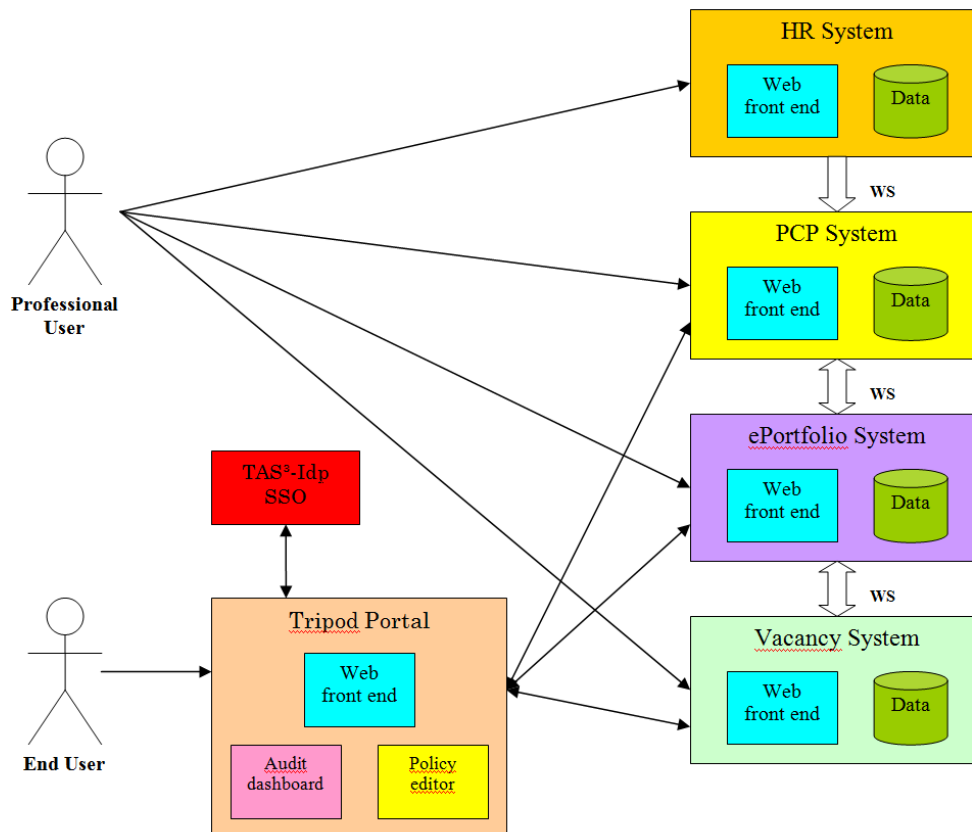 HR System
Web
front end
Data
WS
Professional
User
PCP System
Web
front end
Data
WS
ePortfolio System
Web
front end
Data
WS
TAS³-Idp
SSO
Vacancy System
Web
front end
Data
End User
Tripod Portal
Web
front end
Audit
dashboard
Policy
editor